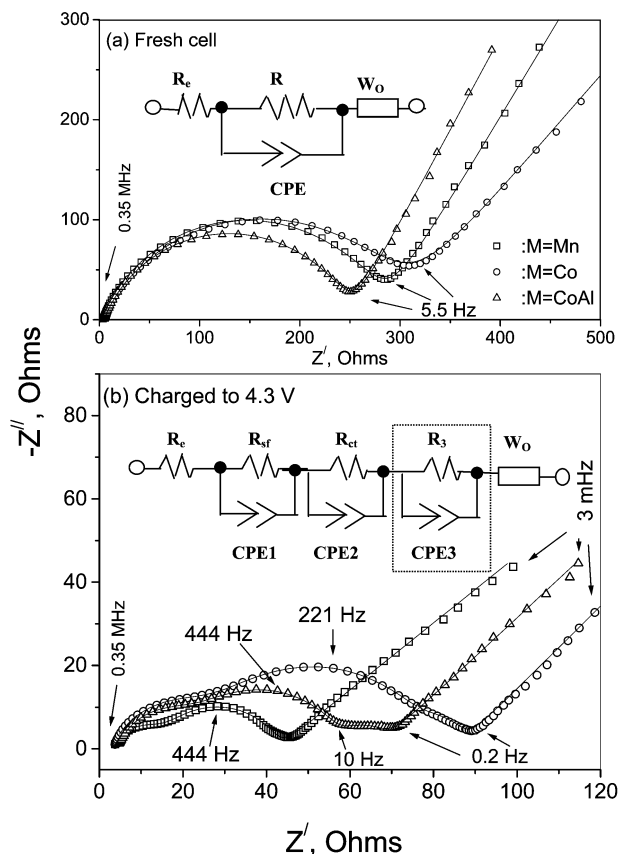 300
(a) Fresh cell
Re R Wo
CPE
200
0.35 MHz
100
:M=Mn
:M=Co
:M=CoAl
5.5 Hz
0
0 100 200 300 400 500
Z/, Ohms
-Z//, Ohms
(b) Charged to 4.3 V
80
Re Rsf Rct R3 Wo
CPE1 CPE2 CPE3
60
3 mHz
40
0.35 MHz
444 Hz
221 Hz
20
444 Hz
10 Hz
0.2 Hz
0
0 20 40 60 80 100 120
Z/, Ohms